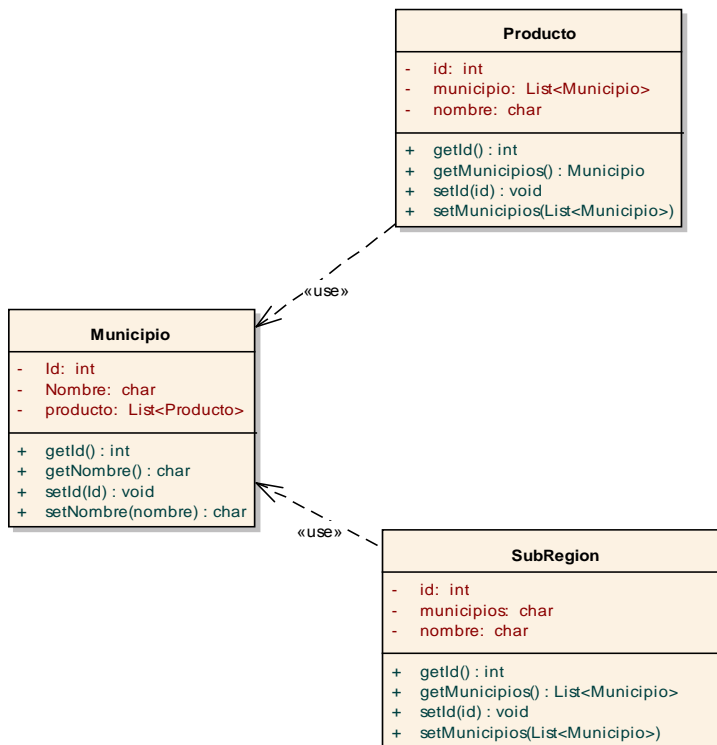 Producto
- id: int
- municipio: List<Municipio>
- nombre: char
+ getId() : int
+ getMunicipios() : Municipio
+ setId(id) : void
+ setMunicipios(List<Municipio>)
«use»
Municipio
- Id: int
- Nombre: char
- producto: List<Producto>
+ getId() : int
+ getNombre() : char
+ setId(Id) : void
+ setNombre(nombre) : char
«use»
SubRegion
- id: int
- municipios: char
- nombre: char
+ getId() : int
+ getMunicipios() : List<Municipio>
+ setId(id) : void
+ setMunicipios(List<Municipio>)